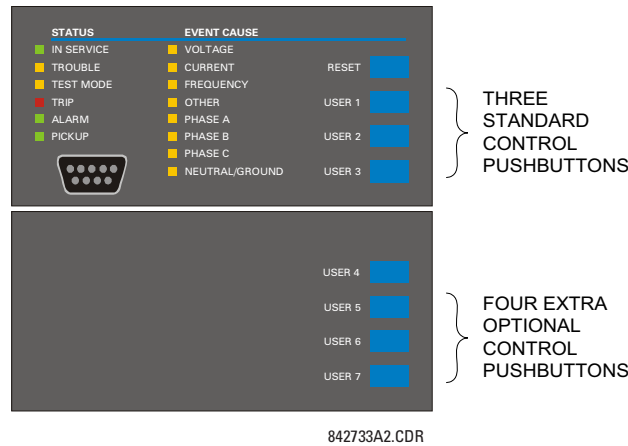 STATUS
IN SERVICE
TROUBLE
TEST MODE
TRIP
ALARM
PICKUP
EVENT CAUSE
VOLTAGE
CURRENT
FREQUENCY
OTHER
PHASE A
PHASE B
PHASE C
NEUTRAL/GROUND
RESET
USER 1
USER 2
USER 3
THREE
STANDARD
CONTROL
PUSHBUTTONS
USER 4
USER 5
USER 6
USER 7
FOUR EXTRA
OPTIONAL
CONTROL
PUSHBUTTONS
842733A2.CDR